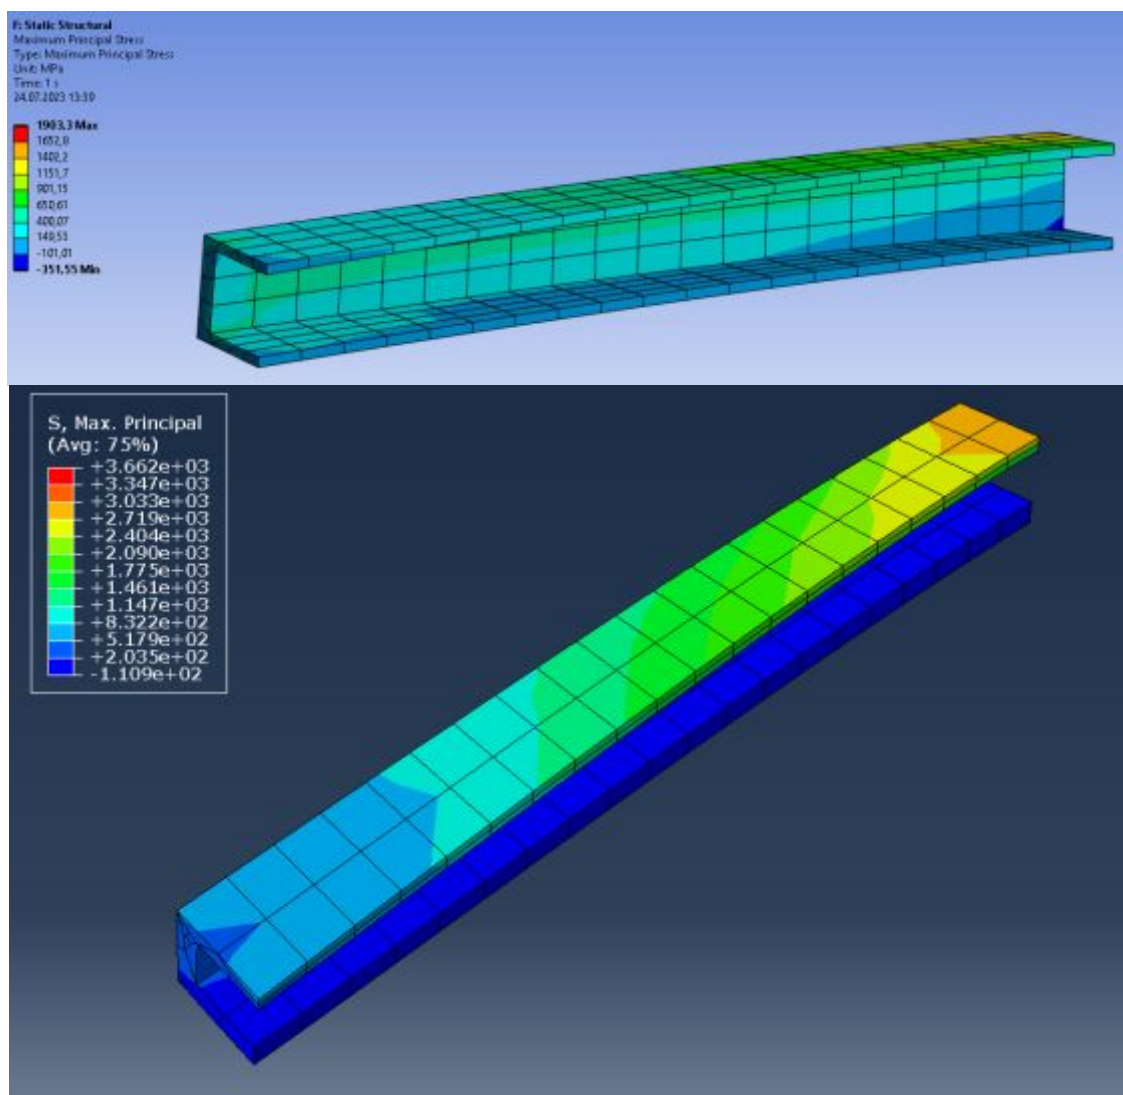 F: Static Structural
Maximum Principal Stress
Type: Maximum Principal Stress
Unit: MPa
Time: 1 s
24.07.2023 13:39
1903,3 Max
1652,8
1402,2
1151,7
901,15
650,61
400,07
149,53
-101,01
-351,55 Min
S, Max. Principal
(Avg: 75%)
+3.662e+03
+3.347e+03
+3.033e+03
+2.719e+03
+2.404e+03
+2.090e+03
+1.775e+03
+1.461e+03
+1.147e+03
+8.322e+02
+5.179e+02
+2.035e+02
-1.109e+02